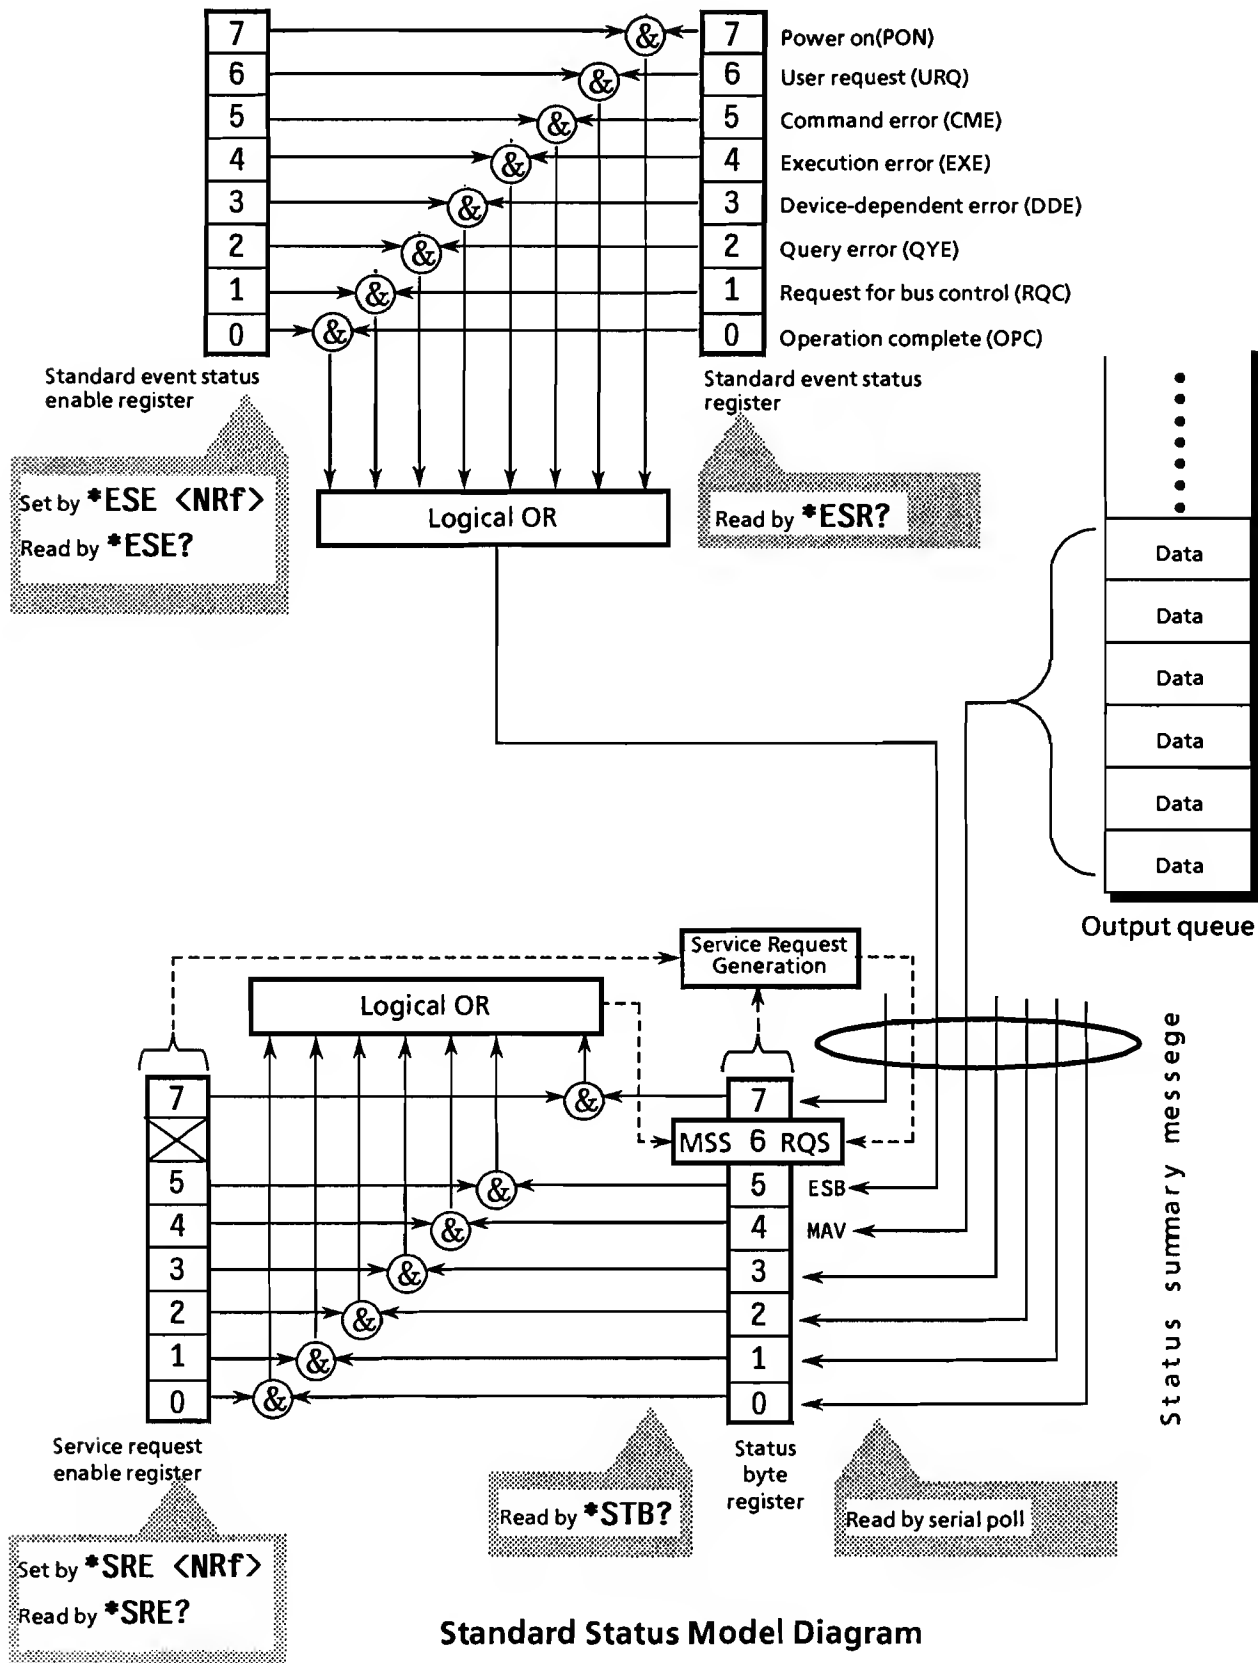 7
7
Power on(PON)
6
6
User request (URQ)
5
5
Command error (CME)
4
4
Execution error (EXE)
3
3
Device-dependent error (DDE)
2
2
Query error (QYE)
1
1
Request for bus control (RQC)
0
0
Operation complete (OPC)
&
&
&
&
&
&
&
&
Standard event status
enable register
Standard event status
register
Set by *ESE <NRf>
Read by *ESE?
Logical OR
Read by *ESR?
Data
Data
Data
Data
Data
Data
Output queue
Service Request
Generation
Logical OR
Status summary messege
7
&
7
MSS 6 RQS
5
&
5
ESB
4
&
4
MAV
3
&
3
2
&
2
1
&
1
0
&
0
Service request
enable register
Status
byte
register
Read by *STB?
Read by serial poll
Set by *SRE <NRf>
Read by *SRE?
Standard Status Model Diagram